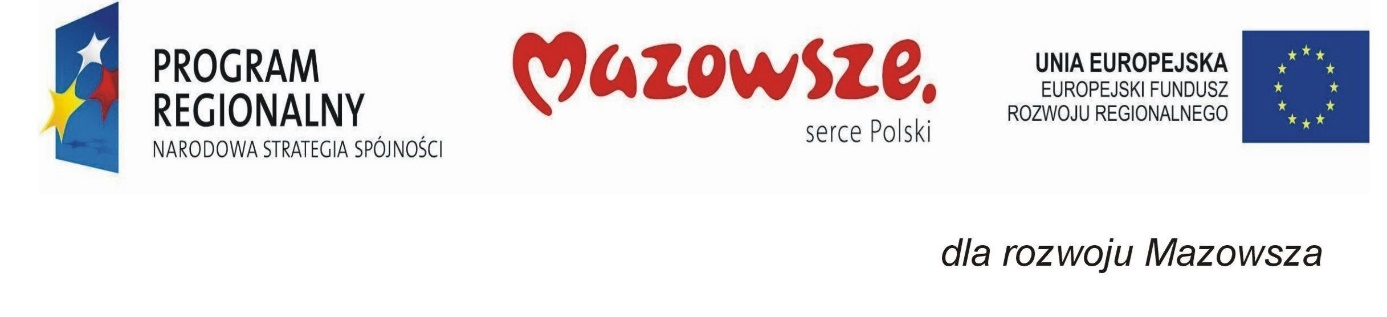 PROGRAM
REGIONALNY
NARODOWA STRATEGIA SPÓJNOŚCI
Mazowsze.
serce Polski
UNIA EUROPEJSKA
EUROPEJSKI FUNDUSZ
ROZWOJU REGIONALNEGO
dla rozwoju Mazowsza